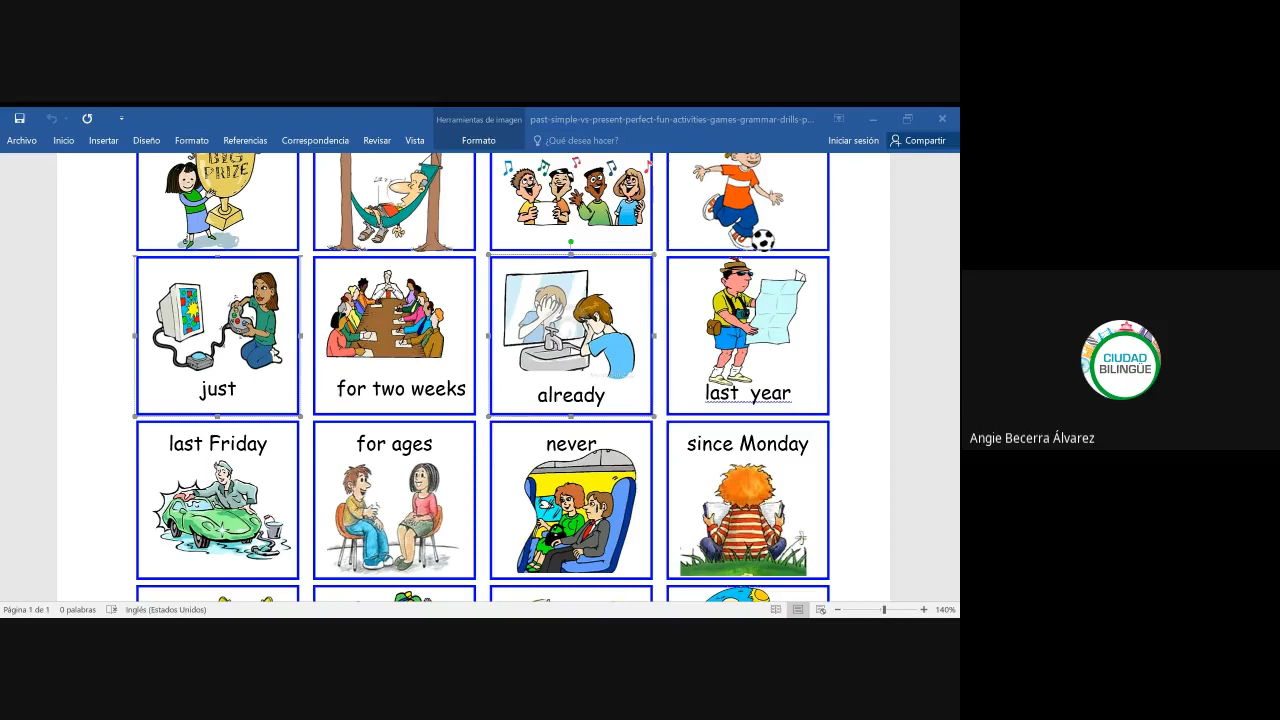 Herramientas de imagen
past-simple-vs-present-perfect-fun-activities-games-grammar-drills-p...
Archivo Inicio Insertar Diseño Formato Referencias Correspondencia Revisar Vista Formato ¿Qué desea hacer? Iniciar sesión Compartir
BIG
PRIZE
just
for two weeks
already
last year
last Friday
for ages
never
since Monday
CIUDAD
BILINGÜE
Angie Becerra Álvarez
Página 1 de 1 0 palabras Inglés (Estados Unidos) 140%